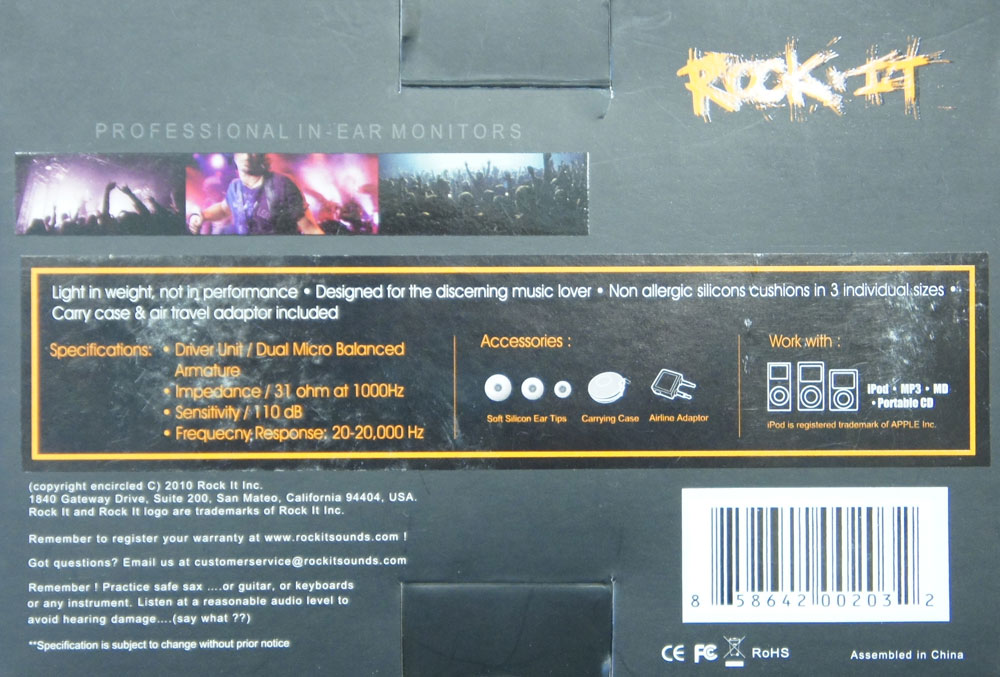 ROCK·IT
PROFESSIONAL IN-EAR MONITORS
Light in weight, not in performance • Designed for the discerning music lover • Non allergic silicons cushions in 3 individual sizes •
Carry case & air travel adaptor included
Specifications: • Driver Unit / Dual Micro Balanced
Armature
• Impedance / 31 ohm at 1000Hz
• Sensitivity / 110 dB
• Frequecny Response: 20-20,000 Hz
Accessories :
Soft Silicon Ear Tips Carrying Case Airline Adaptor
Work with :
iPod • MP3 • MD
• Portable CD
iPod is registered trademark of APPLE Inc.
(copyright encircled C) 2010 Rock It Inc.
1840 Gateway Drive, Suite 200, San Mateo, California 94404, USA.
Rock It and Rock It logo are trademarks of Rock It Inc.
Remember to register your warranty at www.rockitsounds.com !
Got questions? Email us at customerservice@rockitsounds.com
Remember ! Practice safe sax ....or guitar, or keyboards
or any instrument. Listen at a reasonable audio level to
avoid hearing damage....(say what ??)
**Specification is subject to change without prior notice
8 58642 00203 2
CE FC RoHS Assembled in China